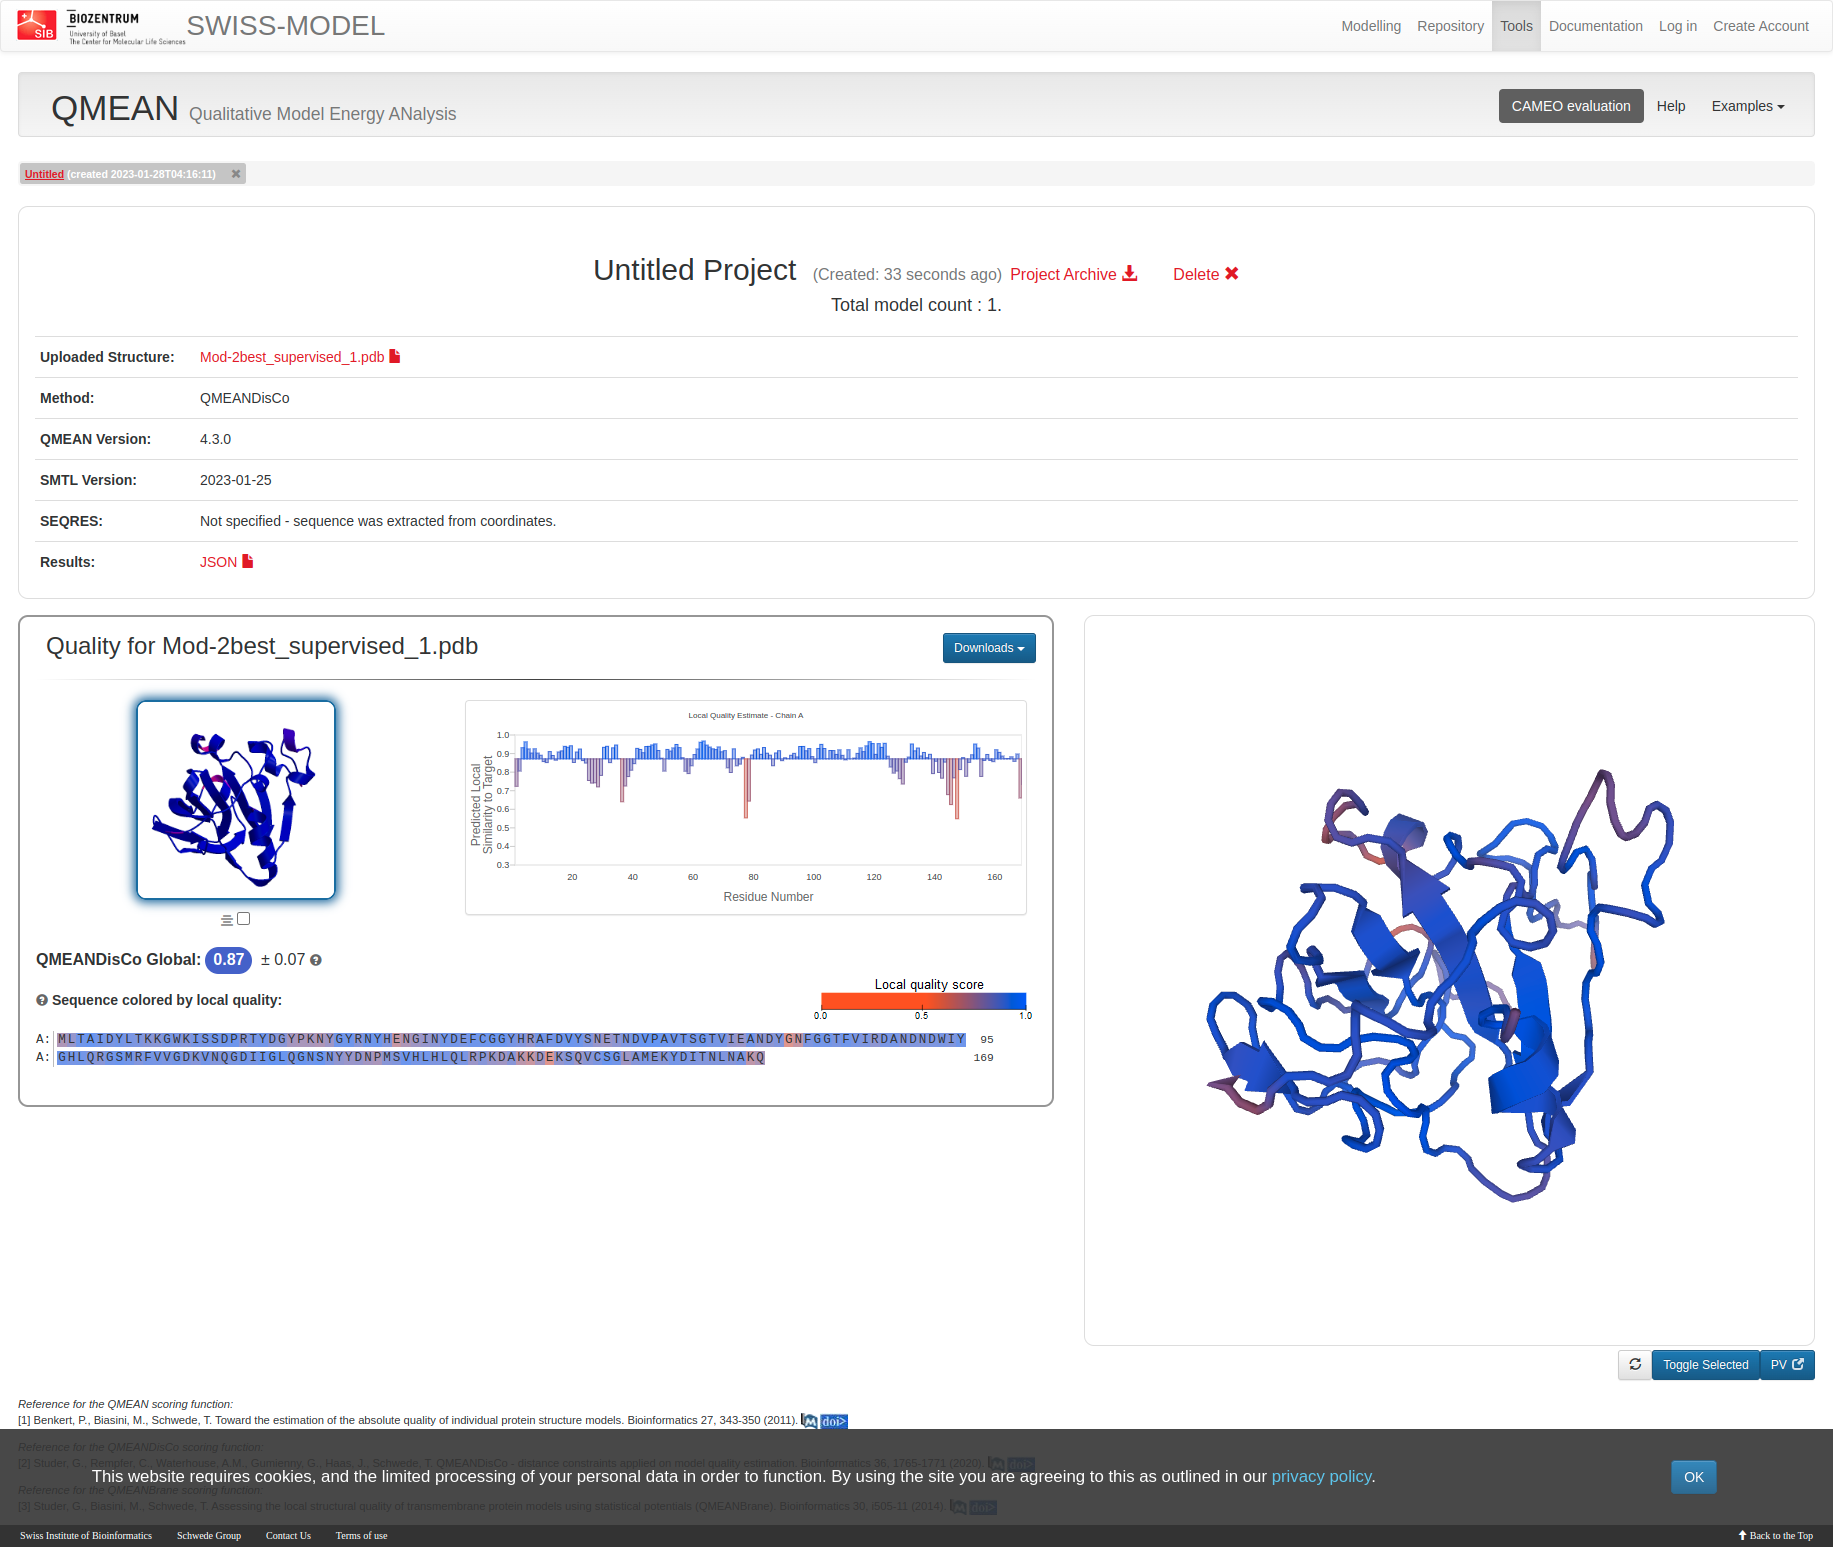 SIB
BIOZENTRUM
University of Basel
The Center for Molecular Life Sciences
SWISS-MODEL
Modelling Repository Tools Documentation Log in Create Account
QMEAN Qualitative Model Energy ANalysis
CAMEO evaluation Help Examples
Untitled (created 2023-01-28T04:16:11)
Untitled Project (Created: 33 seconds ago) Project Archive Delete
Total model count : 1.
Uploaded Structure: Mod-2best_supervised_1.pdb
Method: QMEANDisCo
QMEAN Version: 4.3.0
SMTL Version: 2023-01-25
SEQRES: Not specified - sequence was extracted from coordinates.
Results: JSON
Quality for Mod-2best_supervised_1.pdb
Downloads
Local Quality Estimate - Chain A
Predicted Local
Similarity to Target
1.0
0.9
0.8
0.7
0.6
0.5
0.4
0.3
20 40 60 80 100 120 140 160
Residue Number
QMEANDisCo Global: 0.87 ± 0.07
Sequence colored by local quality:
Local quality score
0.0 0.5 1.0
A: MLTAIDYLTKKGWKISSDPRTYDGYPKNYGYRNYHENGINYDEFCGGYHRAFDVYSNETNDVPAVTSGTVIEANDYGNFGGTFVIRDANDNDWIY 95
A: GHLQRGSMRFVVGDKVNQGDIIGLQGNSNYYDNPMSVHLHLQLRPKDAKKDEKSQVCSGLAMEKYDITNLNAKQ 169
Toggle Selected PV
Reference for the QMEAN scoring function:
[1] Benkert, P., Biasini, M., Schwede, T. Toward the estimation of the absolute quality of individual protein structure models. Bioinformatics 27, 343-350 (2011). M doi>
Reference for the QMEANDisCo scoring function:
[2] Studer, G., Rempfer, C., Waterhouse, A.M., Gumienny, G., Haas, J., Schwede, T. QMEANDisCo - distance constraints applied on model quality estimation. Bioinformatics 36, 1765-1771 (2020). M doi>
This website requires cookies, and the limited processing of your personal data in order to function. By using the site you are agreeing to this as outlined in our privacy policy.
OK
Reference for the QMEANBrane scoring function:
[3] Studer, G., Biasini, M., Schwede, T. Assessing the local structural quality of transmembrane protein models using statistical potentials (QMEANBrane). Bioinformatics 30, i505-11 (2014). M doi>
Swiss Institute of Bioinformatics Schwede Group Contact Us Terms of use Back to the Top